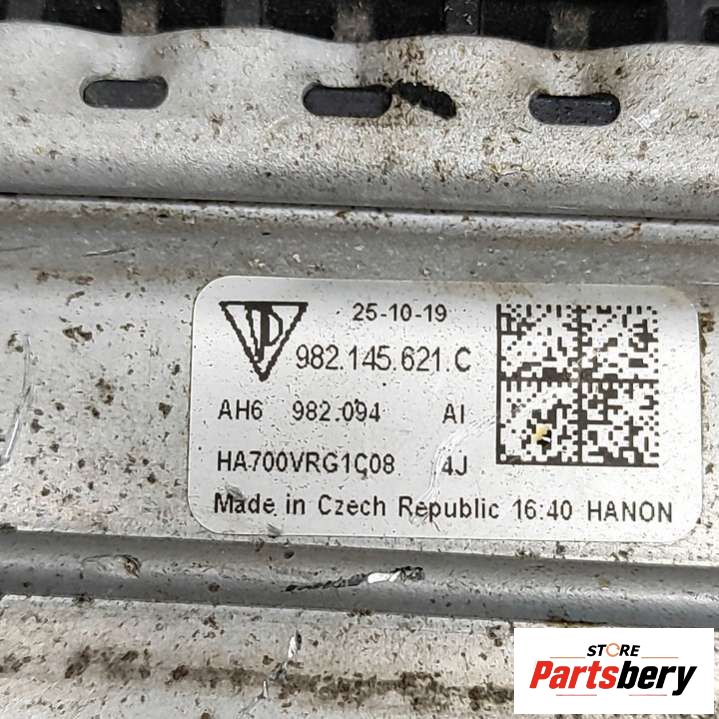 25-10-19
982.145.621.C
AH6 982.094 AI
HA700VRG1C08 4J
Made in Czech Republic 16:40 HANON
STORE
Partsbery